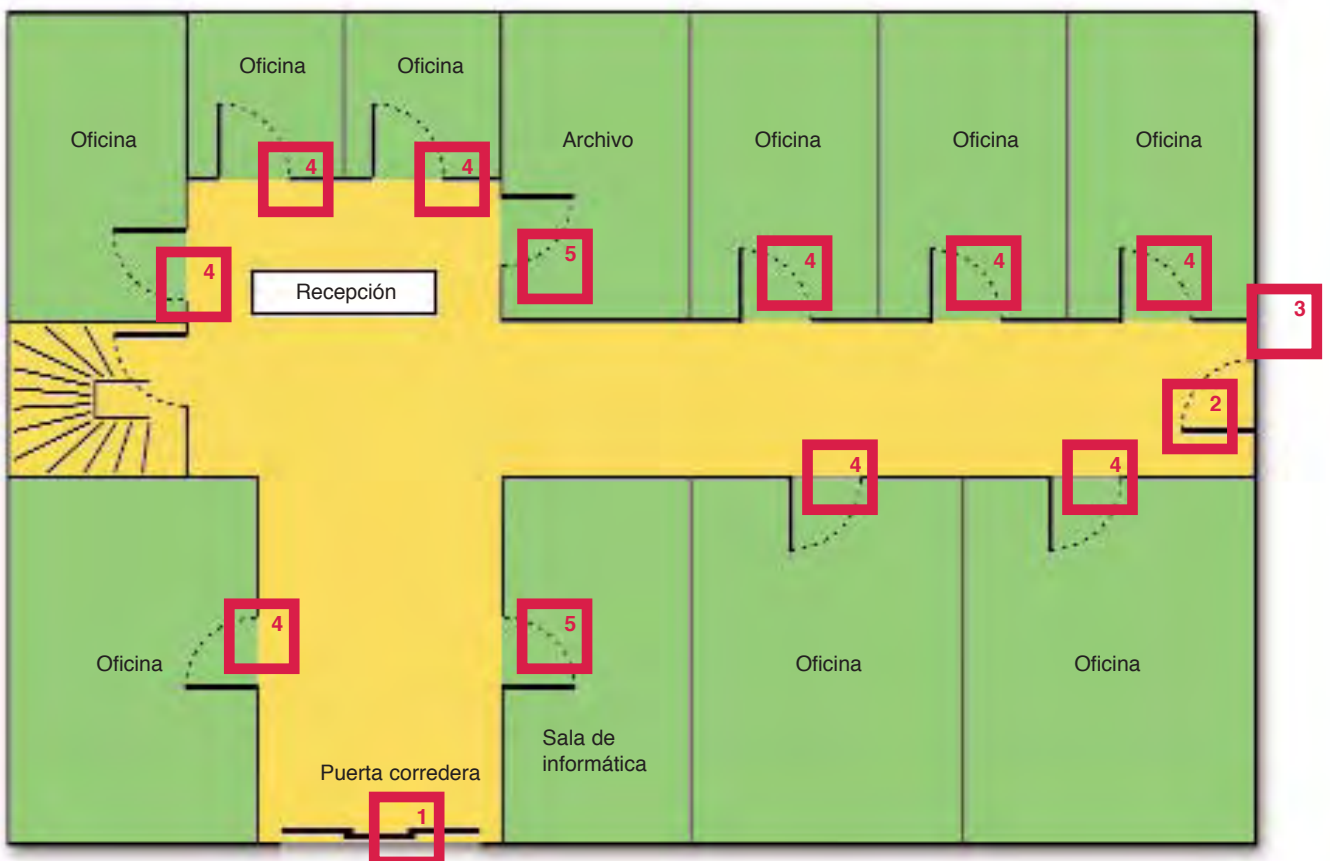 Oficina
Oficina
4
4
Oficina
Archivo
Oficina
Oficina
Oficina
4
5
4
4
4
Recepción
3
2
4
4
4
5
Oficina
Oficina
Oficina
Sala de
informática
Puerta corredera
1